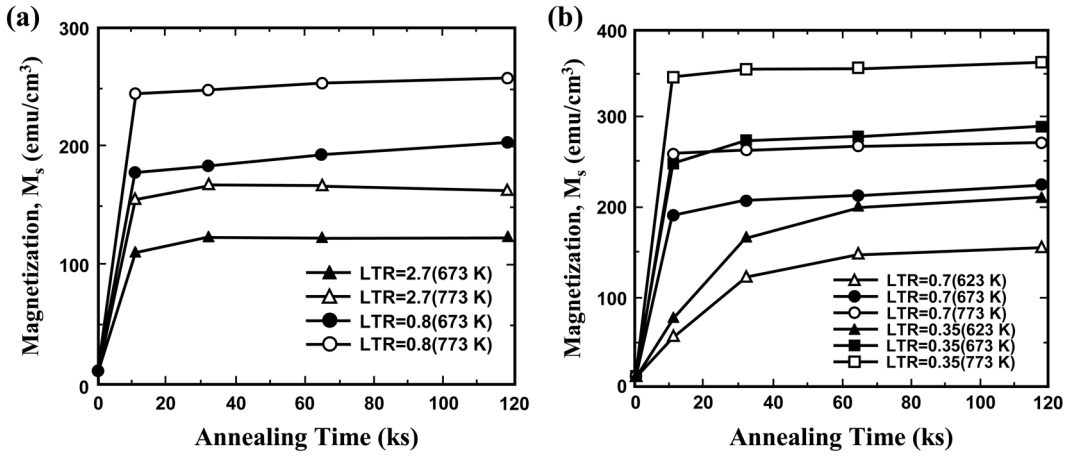 (a)
300
200
100
0
Magnetization, Ms (emu/cm3)
0 20 40 60 80 100 120
Annealing Time (ks)
LTR=2.7(673 K)
LTR=2.7(773 K)
LTR=0.8(673 K)
LTR=0.8(773 K)
(b)
400
300
200
100
0
Magnetization, Ms (emu/cm3)
0 20 40 60 80 100 120
Annealing Time (ks)
LTR=0.7(623 K)
LTR=0.7(673 K)
LTR=0.7(773 K)
LTR=0.35(623 K)
LTR=0.35(673 K)
LTR=0.35(773 K)